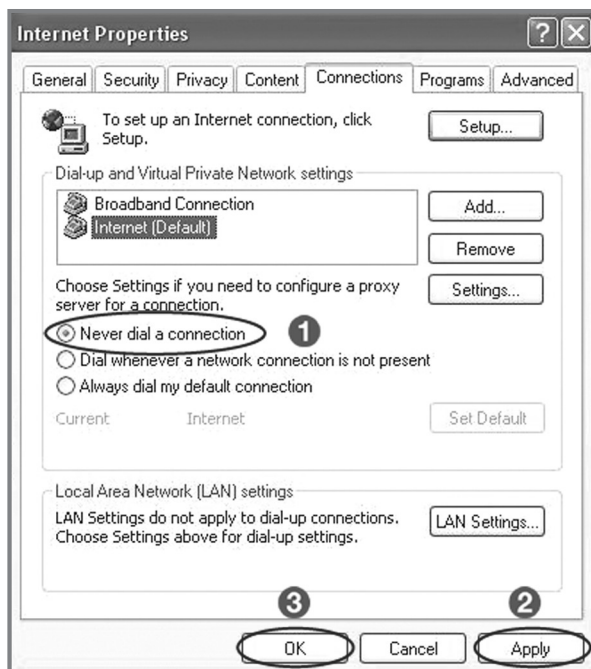 Internet Properties
?
General Security Privacy Content Connections Programs Advanced
To set up an Internet connection, click
Setup.
Setup...
Dial-up and Virtual Private Network settings
Broadband Connection
Internet (Default)
Add...
Remove
Choose Settings if you need to configure a proxy
server for a connection.
Settings...
Never dial a connection
1
Dial whenever a network connection is not present
Always dial my default connection
Current Internet
Set Default
Local Area Network (LAN) settings
LAN Settings do not apply to dial-up connections.
Choose Settings above for dial-up settings.
LAN Settings...
3 2
OK Cancel Apply